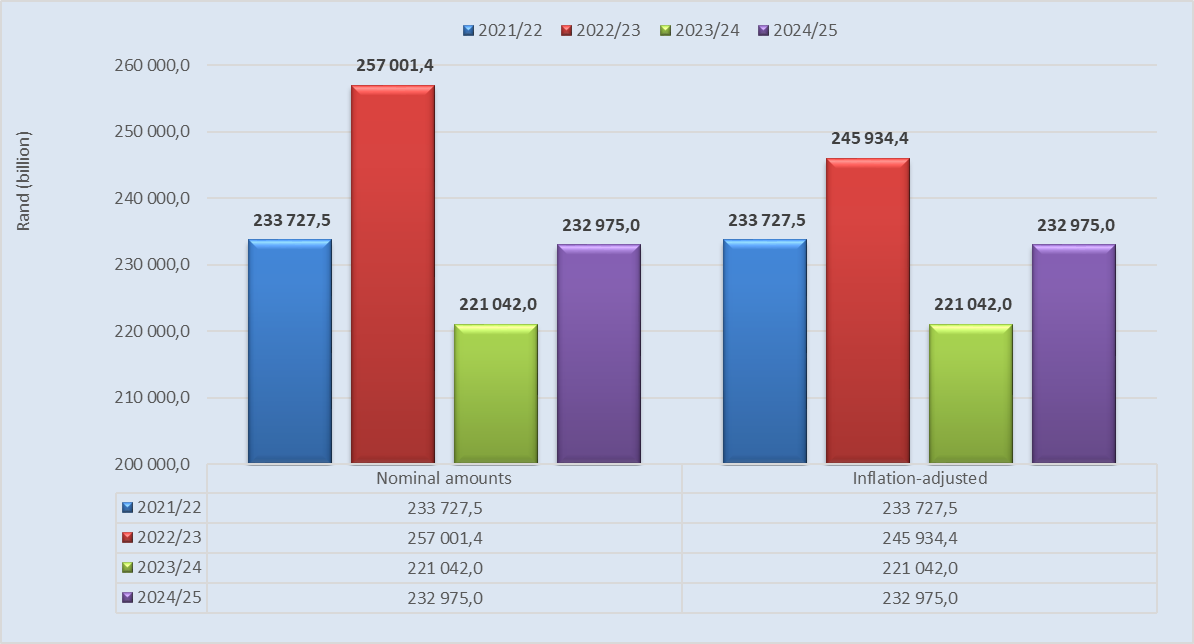 2021/22 2022/23 2023/24 2024/25
Rand (billion)
260 000,0
250 000,0
240 000,0
230 000,0
220 000,0
210 000,0
200 000,0
233 727,5
257 001,4
221 042,0
232 975,0
233 727,5
245 934,4
221 042,0
232 975,0
Nominal amounts Inflation-adjusted
2021/22 233 727,5 233 727,5
2022/23 257 001,4 245 934,4
2023/24 221 042,0 221 042,0
2024/25 232 975,0 232 975,0